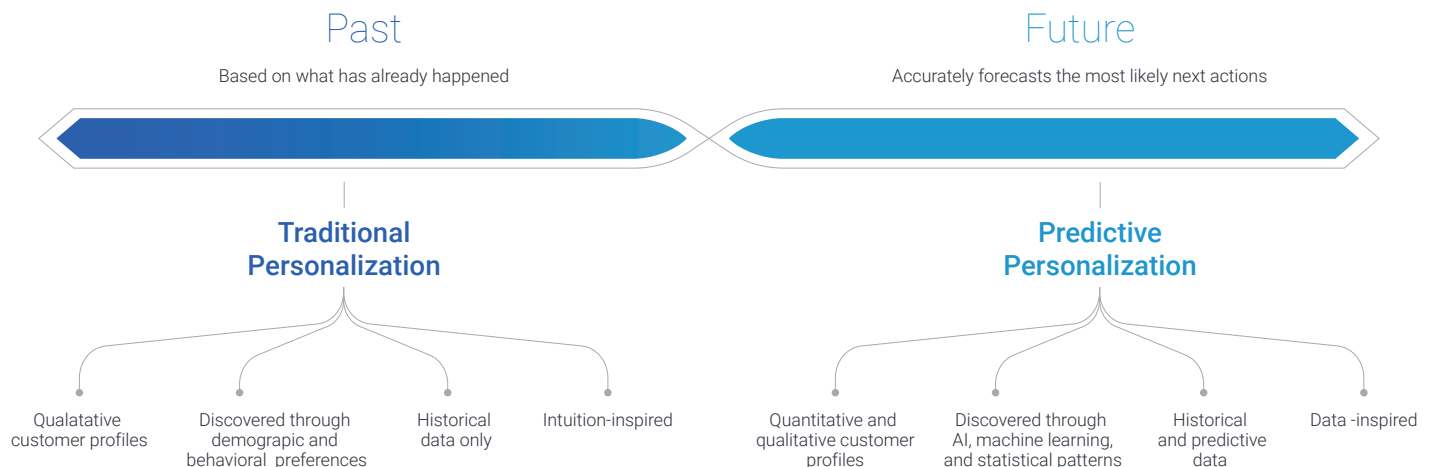 Past
Based on what has already happened
Future
Accurately forecasts the most likely next actions
Traditional
Personalization
Predictive
Personalization
Qualatative
customer profiles
Discovered through
demograpic and
behavioral preferences
Historical
data only
Intuition-inspired
Quantitative and
qualitative customer
profiles
Discovered through
AI, machine learning,
and statistical patterns
Historical
and predictive
data
Data -inspired